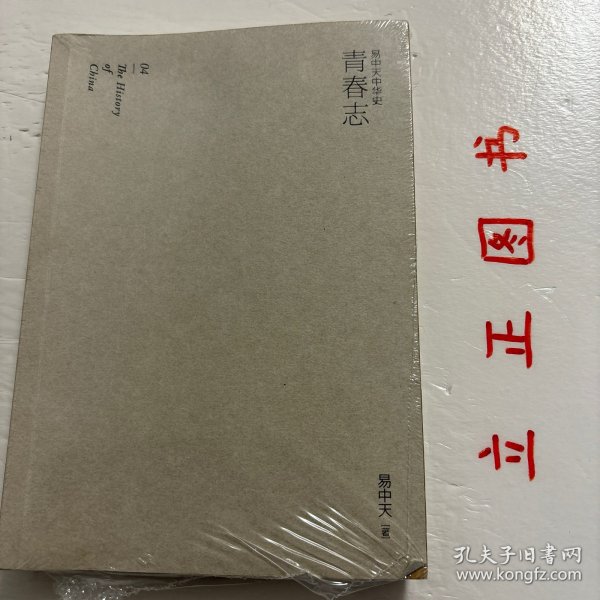 易中天中华史
青春志
04
The History
of
China
易中天 [著]
立正图书
孔夫子旧书网
www.kongfz.com